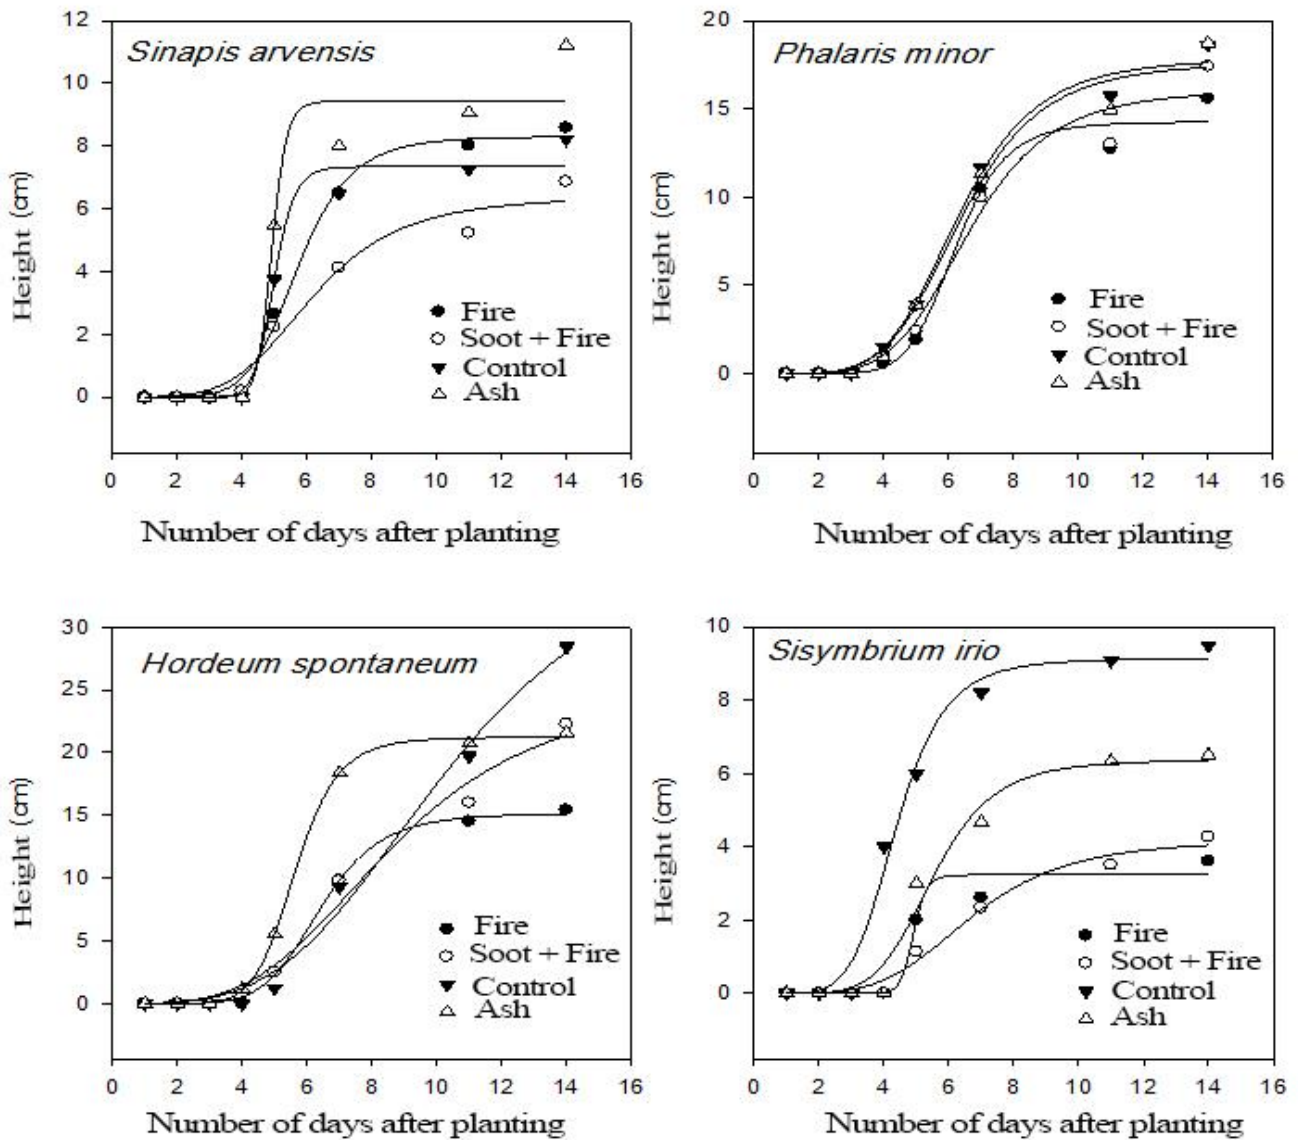 Sinapis arvensis
Height (cm)
12
10
8
6
4
2
0
Fire
Soot + Fire
Control
Ash
0 2 4 6 8 10 12 14 16
Number of days after planting
Phalaris minor
Height (cm)
20
15
10
5
0
Fire
Soot + Fire
Control
Ash
0 2 4 6 8 10 12 14 16
Number of days after planting
Hordeum spontaneum
Height (cm)
30
25
20
15
10
5
0
Fire
Soot + Fire
Control
Ash
0 2 4 6 8 10 12 14 16
Number of days after planting
Sisymbrium irio
Height (cm)
10
8
6
4
2
0
Fire
Soot + Fire
Control
Ash
0 2 4 6 8 10 12 14 16
Number of days after planting